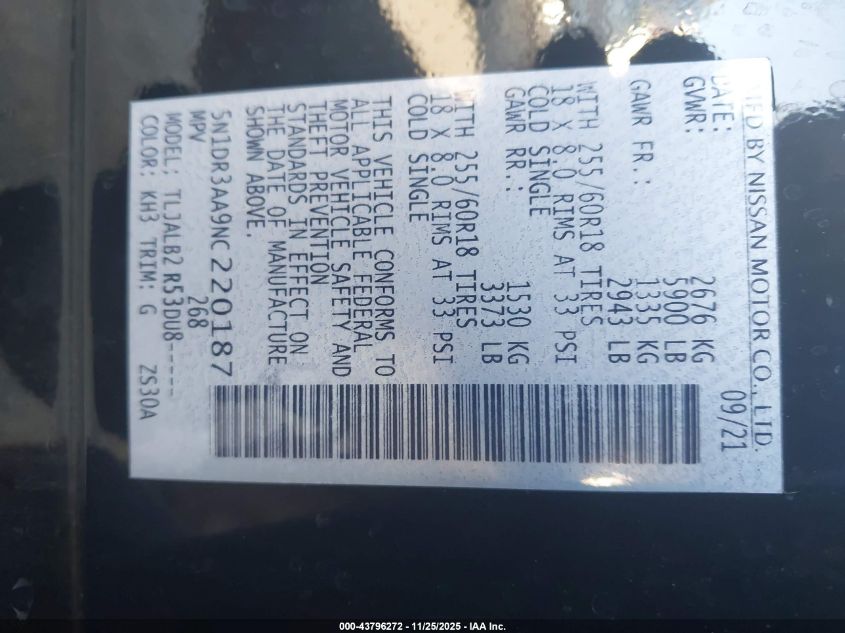 MFD BY NISSAN MOTOR CO., LTD.
DATE: 09/21
GVWR: 2676 KG
5900 LB
GAWR FR.: 1335 KG
2943 LB
WITH 255/60R18 TIRES
18 X 8.0 RIMS AT 33 PSI
COLD SINGLE
GAWR RR.: 1530 KG
3373 LB
WITH 255/60R18 TIRES
18 X 8.0 RIMS AT 33 PSI
COLD SINGLE
THIS VEHICLE CONFORMS TO
ALL APPLICABLE FEDERAL
MOTOR VEHICLE SAFETY AND
THEFT PREVENTION
STANDARDS IN EFFECT ON
THE DATE OF MANUFACTURE
SHOWN ABOVE.
5N1DR3AA9NC220187
MPV 268
MODEL: TLJALB2 R53DU8-----
COLOR: KH3 TRIM: G ZS30A
000-43796272 - 11/25/2025 - IAA Inc.